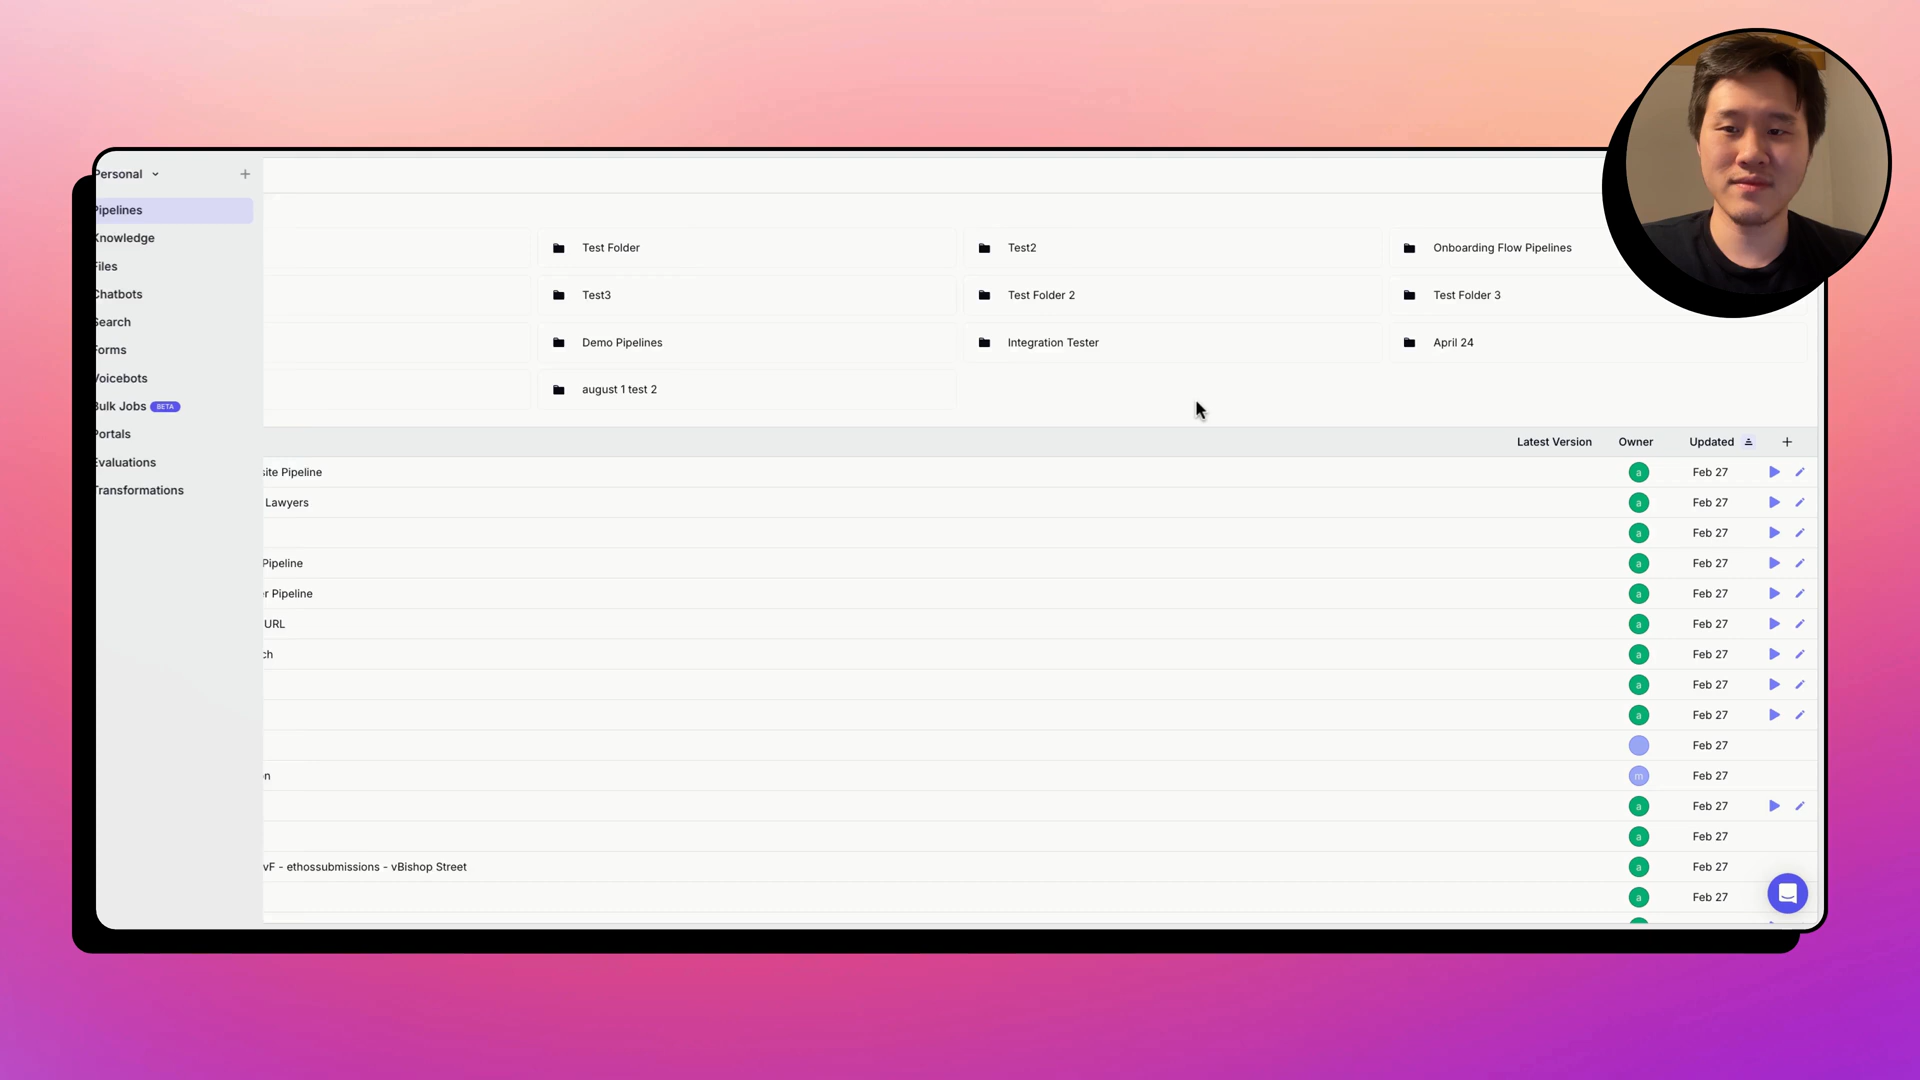 Personal
Pipelines
Knowledge
Files
Chatbots
Search
Forms
Voicebots
Bulk Jobs BETA
Portals
Evaluations
Transformations
Test Folder
Test2
Onboarding Flow Pipelines
Test3
Test Folder 2
Test Folder 3
Demo Pipelines
Integration Tester
April 24
august 1 test 2
Latest Version Owner Updated
site Pipeline a Feb 27
Lawyers a Feb 27
a Feb 27
Pipeline a Feb 27
r Pipeline a Feb 27
URL a Feb 27
ch a Feb 27
a Feb 27
a Feb 27
Feb 27
n m Feb 27
a Feb 27
a Feb 27
vF - ethossubmissions - vBishop Street a Feb 27
a Feb 27